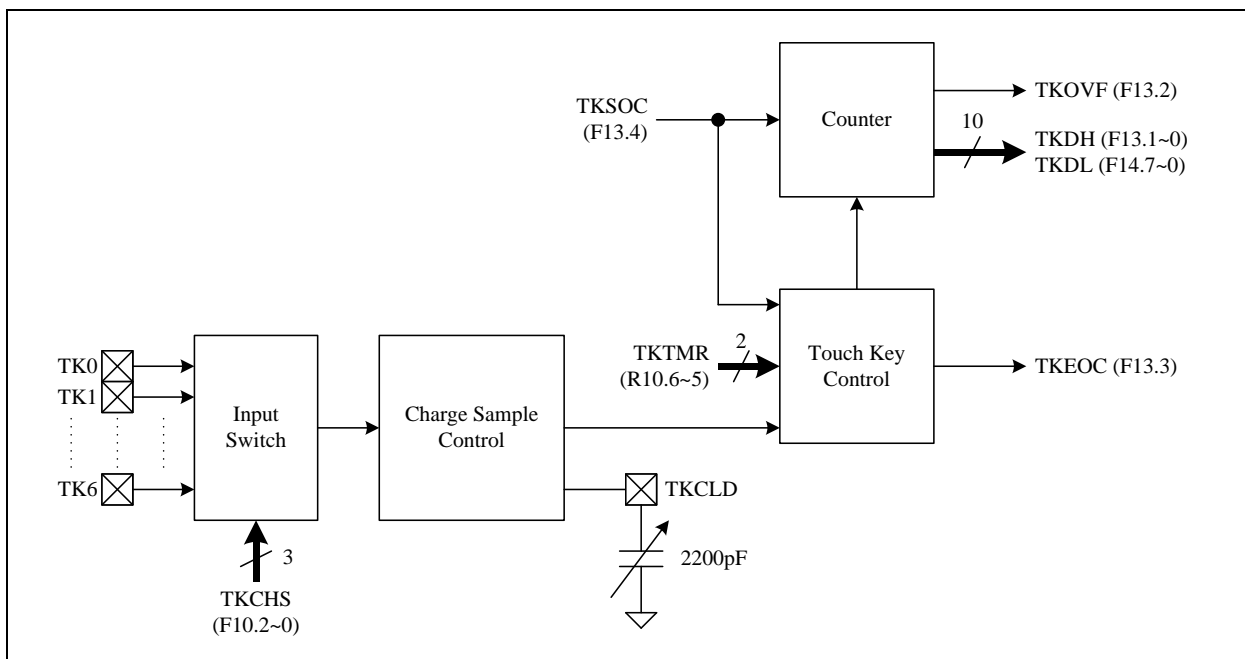 TKSOC
(F13.4)
Counter
TKOVF (F13.2)
10
TKDH (F13.1~0)
TKDL (F14.7~0)
TK0
TK1
TK6
Input
Switch
Charge Sample
Control
TKTMR
(R10.6~5)
2
Touch Key
Control
TKEOC (F13.3)
TKCLD
2200pF
3
TKCHS
(F10.2~0)